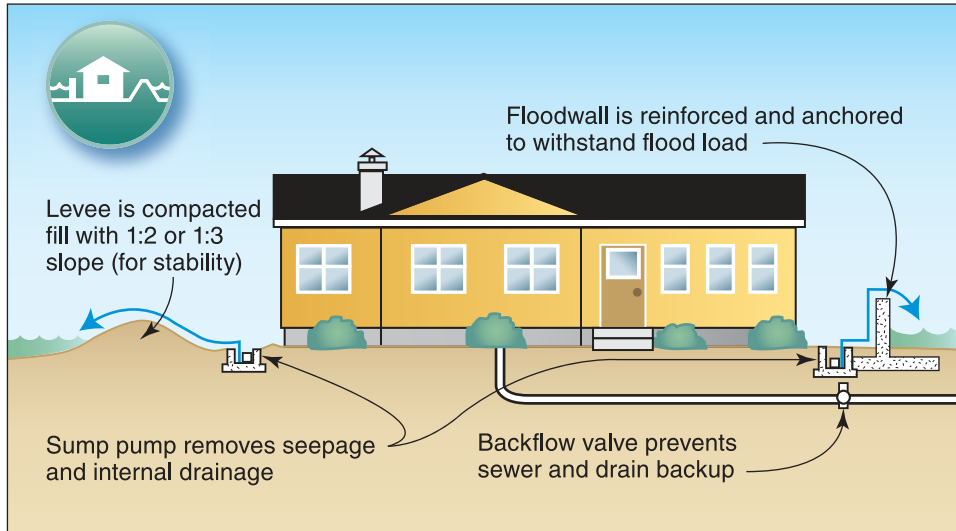 Floodwall is reinforced and anchored
to withstand flood load
Levee is compacted
fill with 1:2 or 1:3
slope (for stability)
Sump pump removes seepage
and internal drainage
Backflow valve prevents
sewer and drain backup